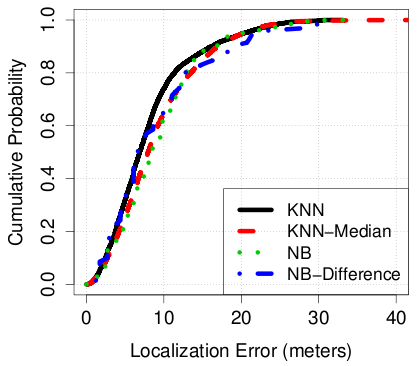 Cumulative Probability
1.0
0.8
0.6
0.4
0.2
0.0
KNN
KNN-Median
NB
NB-Difference
0 10 20 30 40
Localization Error (meters)